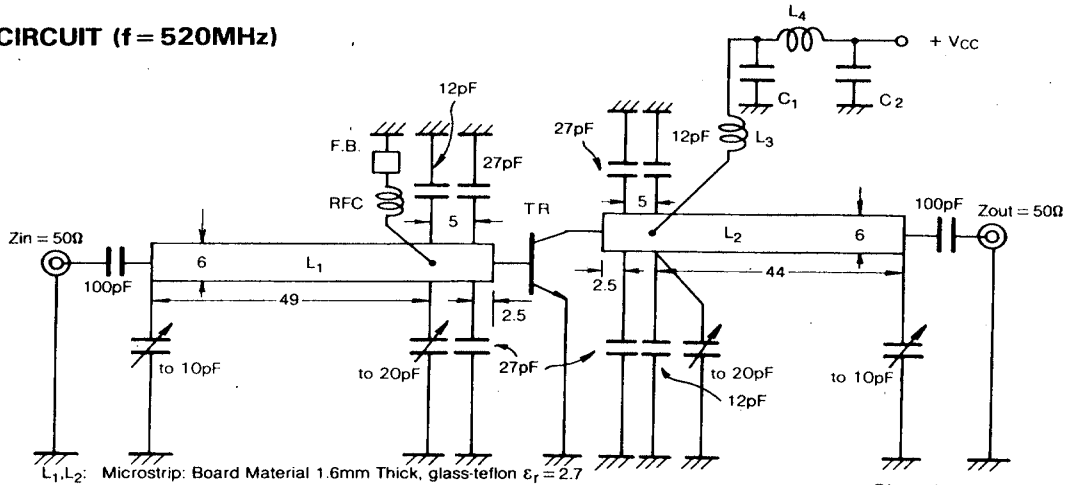 CIRCUIT (f = 520MHz)
L4
+ VCC
C1
C2
12pF
27pF
F.B.
RFC
27pF
12pF
L3
5
TR
5
Zin = 50Ω
100pF
6
L1
L2
6
100pF
Zout = 50Ω
49
2.5
2.5
44
to 10pF
to 20pF
27pF
to 20pF
12pF
to 10pF
L1,L2: Microstrip: Board Material 1.6mm Thick, glass-teflon εr = 2.7